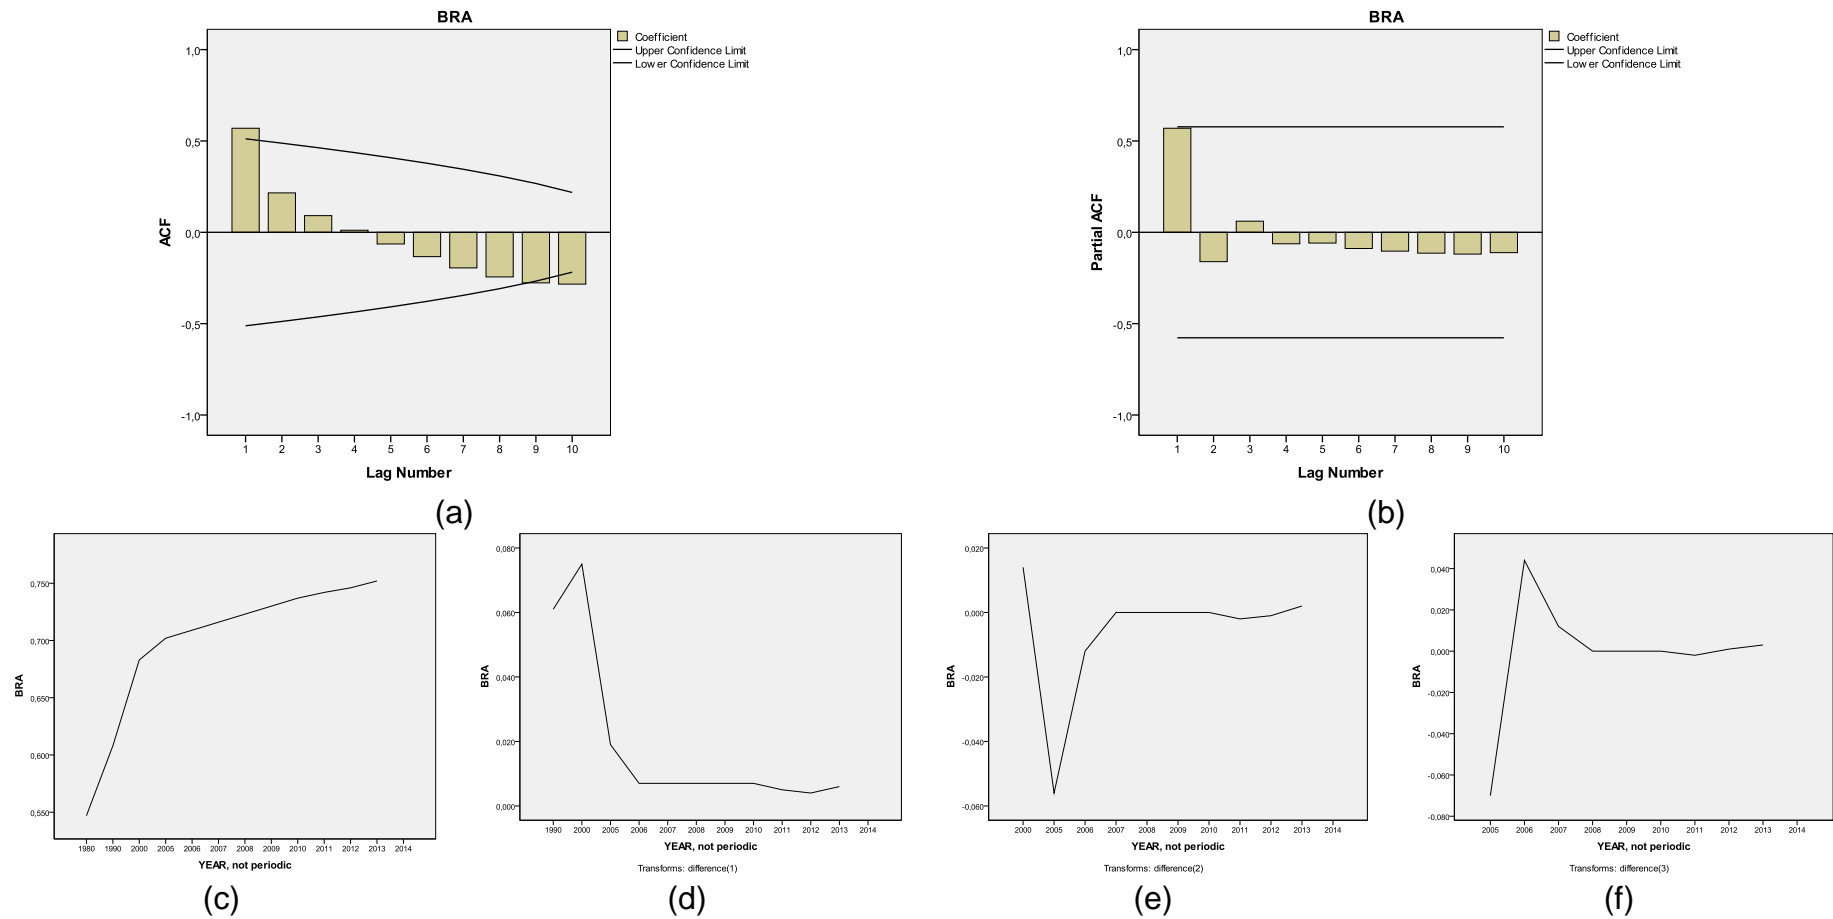 BRA
Coefficient
Upper Confidence Limit
Lower Confidence Limit
1,0
0,5
0,0
-0,5
-1,0
ACF
1 2 3 4 5 6 7 8 9 10
Lag Number
(a)
BRA
Coefficient
Upper Confidence Limit
Lower Confidence Limit
1,0
0,5
0,0
-0,5
-1,0
Partial ACF
1 2 3 4 5 6 7 8 9 10
Lag Number
(b)
0,750
0,700
0,650
0,600
0,550
BRA
1980 1990 2000 2005 2006 2007 2008 2009 2010 2011 2012 2013 2014
YEAR, not periodic
(c)
0,080
0,060
0,040
0,020
0,000
BRA
1990 2000 2005 2006 2007 2008 2009 2010 2011 2012 2013 2014
YEAR, not periodic
Transforms: difference(1)
(d)
0,020
0,000
-0,020
-0,040
-0,060
BRA
2000 2005 2006 2007 2008 2009 2010 2011 2012 2013 2014
YEAR, not periodic
Transforms: difference(2)
(e)
0,040
0,020
0,000
-0,020
-0,040
-0,060
-0,080
BRA
2005 2006 2007 2008 2009 2010 2011 2012 2013 2014
YEAR, not periodic
Transforms: difference(3)
(f)